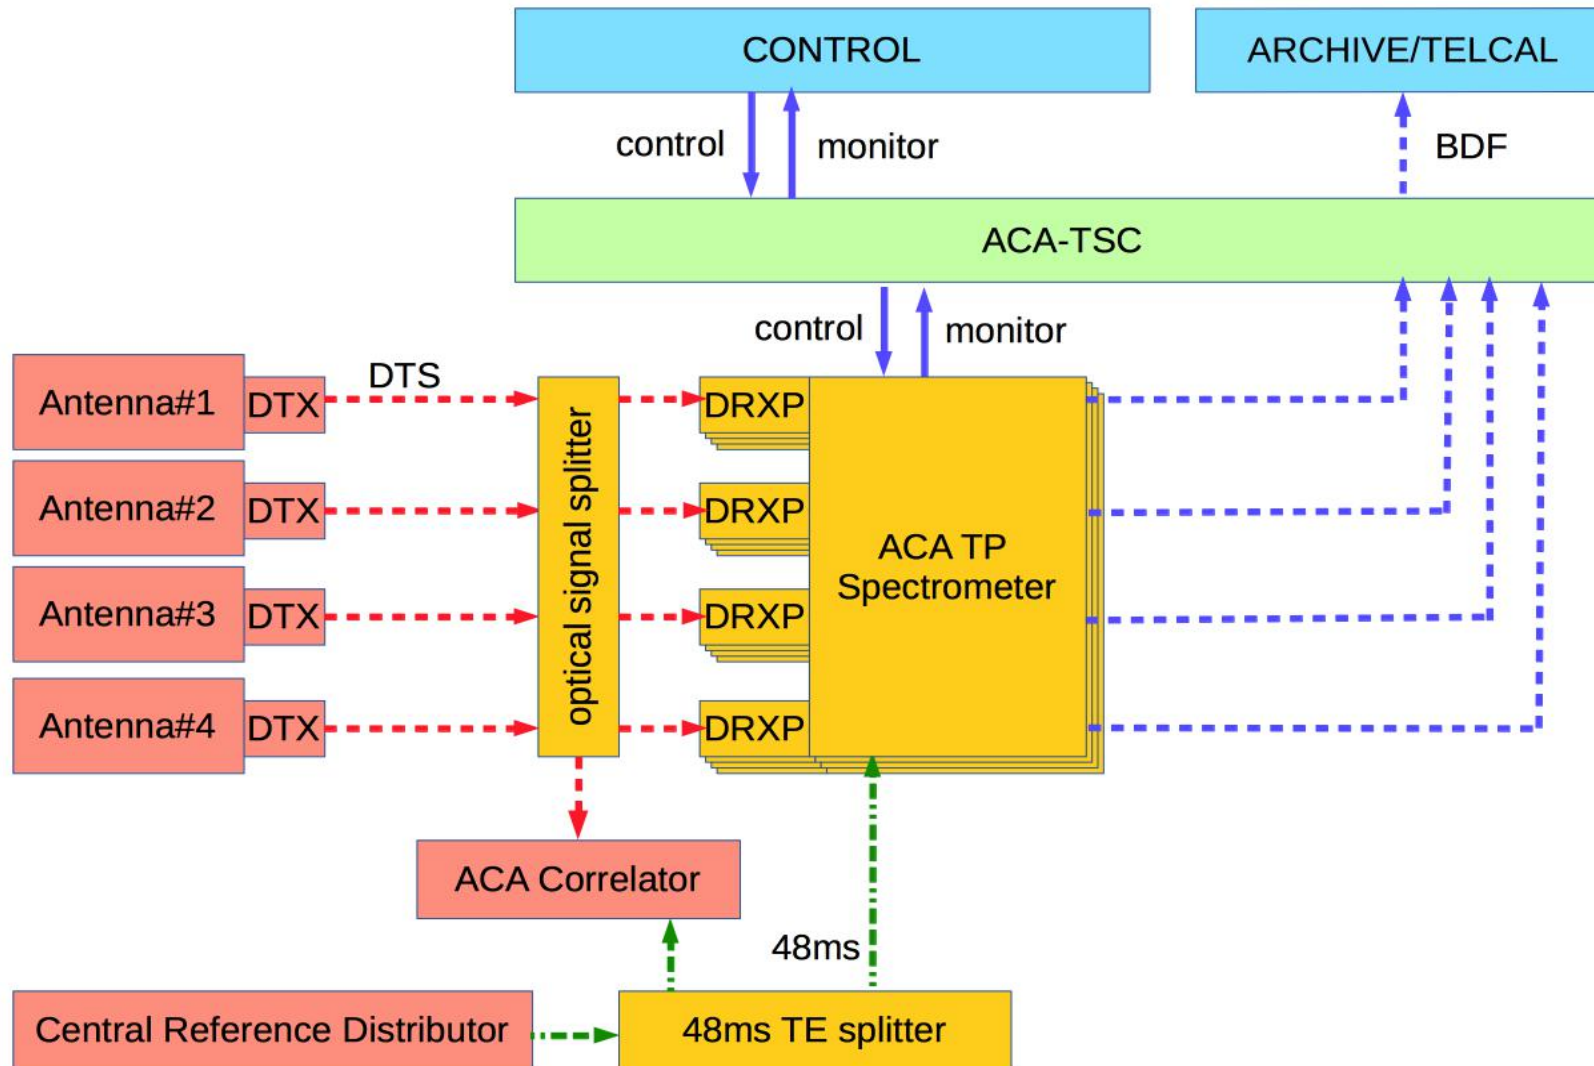 CONTROL
ARCHIVE/TELCAL
control
monitor
BDF
ACA-TSC
control
monitor
DTS
Antenna#1
DTX
DRXP
Antenna#2
DTX
DRXP
optical signal splitter
ACA TP
Spectrometer
Antenna#3
DTX
DRXP
Antenna#4
DTX
DRXP
ACA Correlator
48ms
Central Reference Distributor
48ms TE splitter